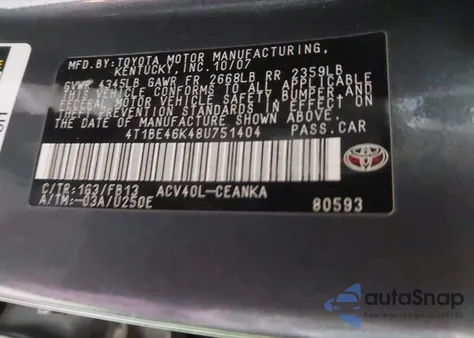 MFD.BY: TOYOTA MOTOR MANUFACTURING,
KENTUCKY, INC. 10/07
GVWR 4345LB GAWR FR 2668LB RR 2359LB
THIS VEHICLE CONFORMS TO ALL APPLICABLE
FEDERAL MOTOR VEHICLE SAFETY, BUMPER, AND
THEFT PREVENTION STANDARDS IN EFFECT ON
THE DATE OF MANUFACTURE SHOWN ABOVE.
4T1BE46K48U751404 PASS.CAR
C/TR: 1G3/FB13 ACV40L-CEANKA
A/TM: -03A/U250E 80593
TOYOTA
autoSnap